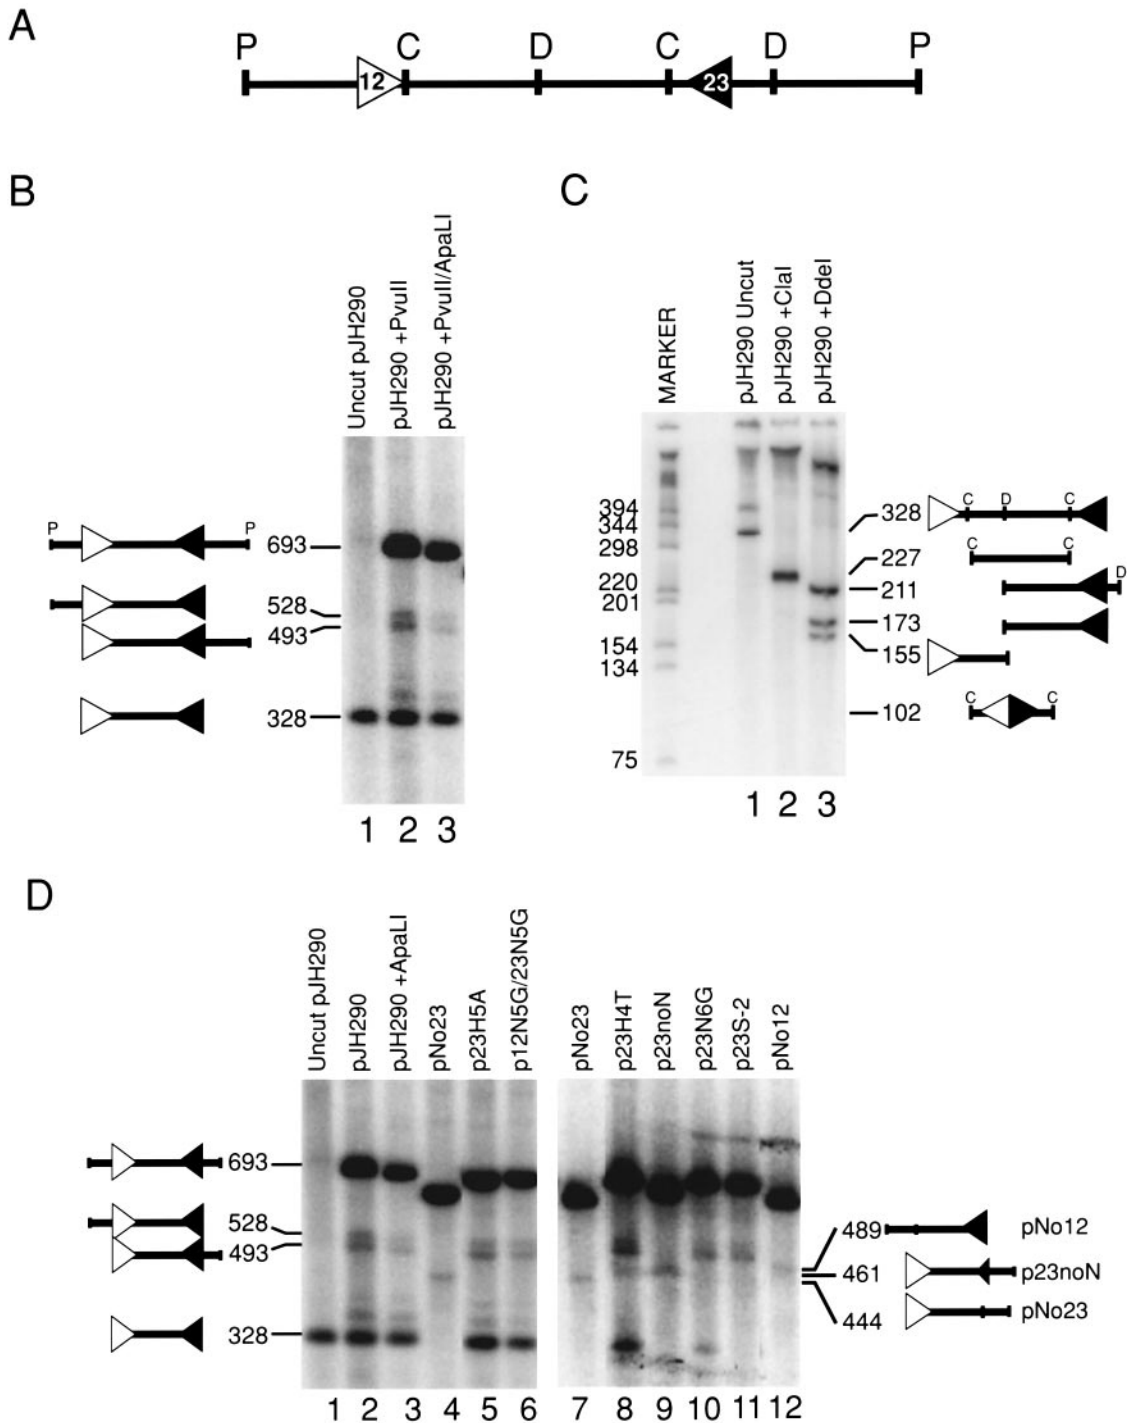 A
P C D C D P
12 23
B
Uncut pJH290
pJH290 +PvuII
pJH290 +PvuII/ApaLI
P P
693
528
493
328
1 2 3
C
MARKER
pJH290 Uncut
pJH290 +ClaI
pJH290 +DdeI
394
344
298
220
201
154
134
75
328
C D C
227
C C
211
D
173
155
102
C C
1 2 3
D
Uncut pJH290
pJH290
pJH290 +ApaLI
pNo23
p23H5A
p12N5G/23N5G
pNo23
p23H4T
p23noN
p23N6G
p23S-2
pNo12
693
528
493
328
489 pNo12
461 p23noN
444 pNo23
1 2 3 4 5 6 7 8 9 10 11 12